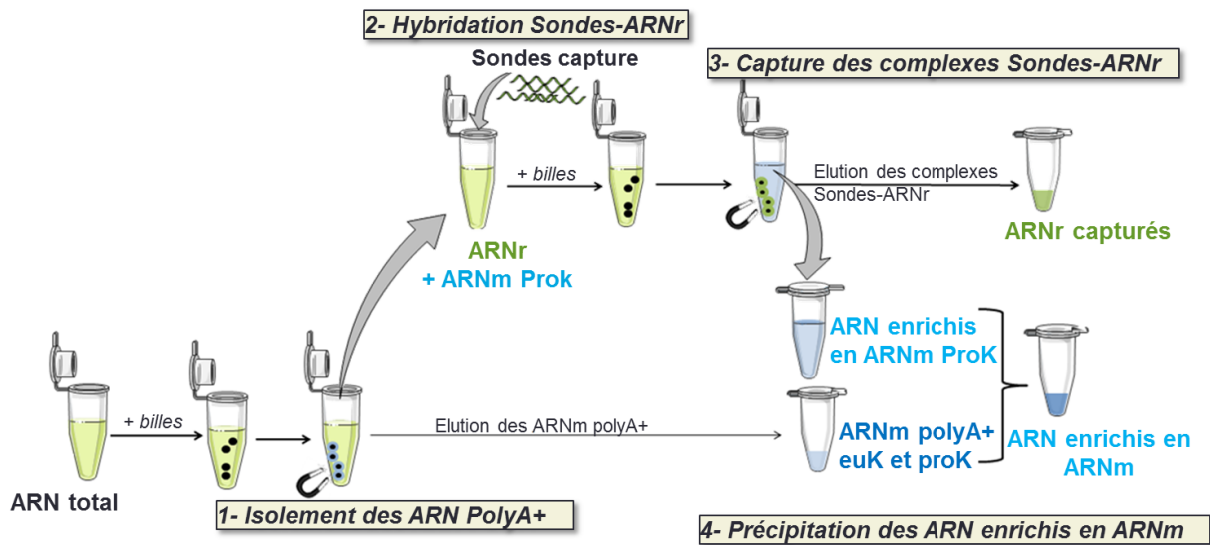 2- Hybridation Sondes-ARNr
Sondes capture
3- Capture des complexes Sondes-ARNr
+ billes
Elution des complexes
Sondes-ARNr
ARNr capturés
ARNr
+ ARNm Prok
ARN enrichis
en ARNm ProK
+ billes
Elution des ARNm polyA+
ARNm polyA+
euK et proK
ARN enrichis en
ARNm
ARN total
1- Isolement des ARN PolyA+
4- Précipitation des ARN enrichis en ARNm